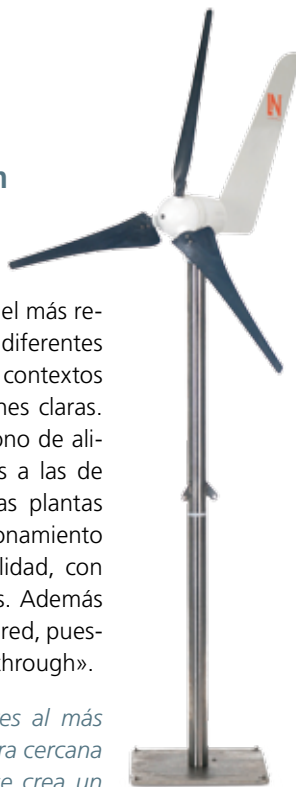 n
el más re-
diferentes
contextos
nes claras.
ono de ali-
s a las de
as plantas
onamiento
lidad, con
s. Además
red, pues-
through».
es al más
ra cercana
e crea un
N